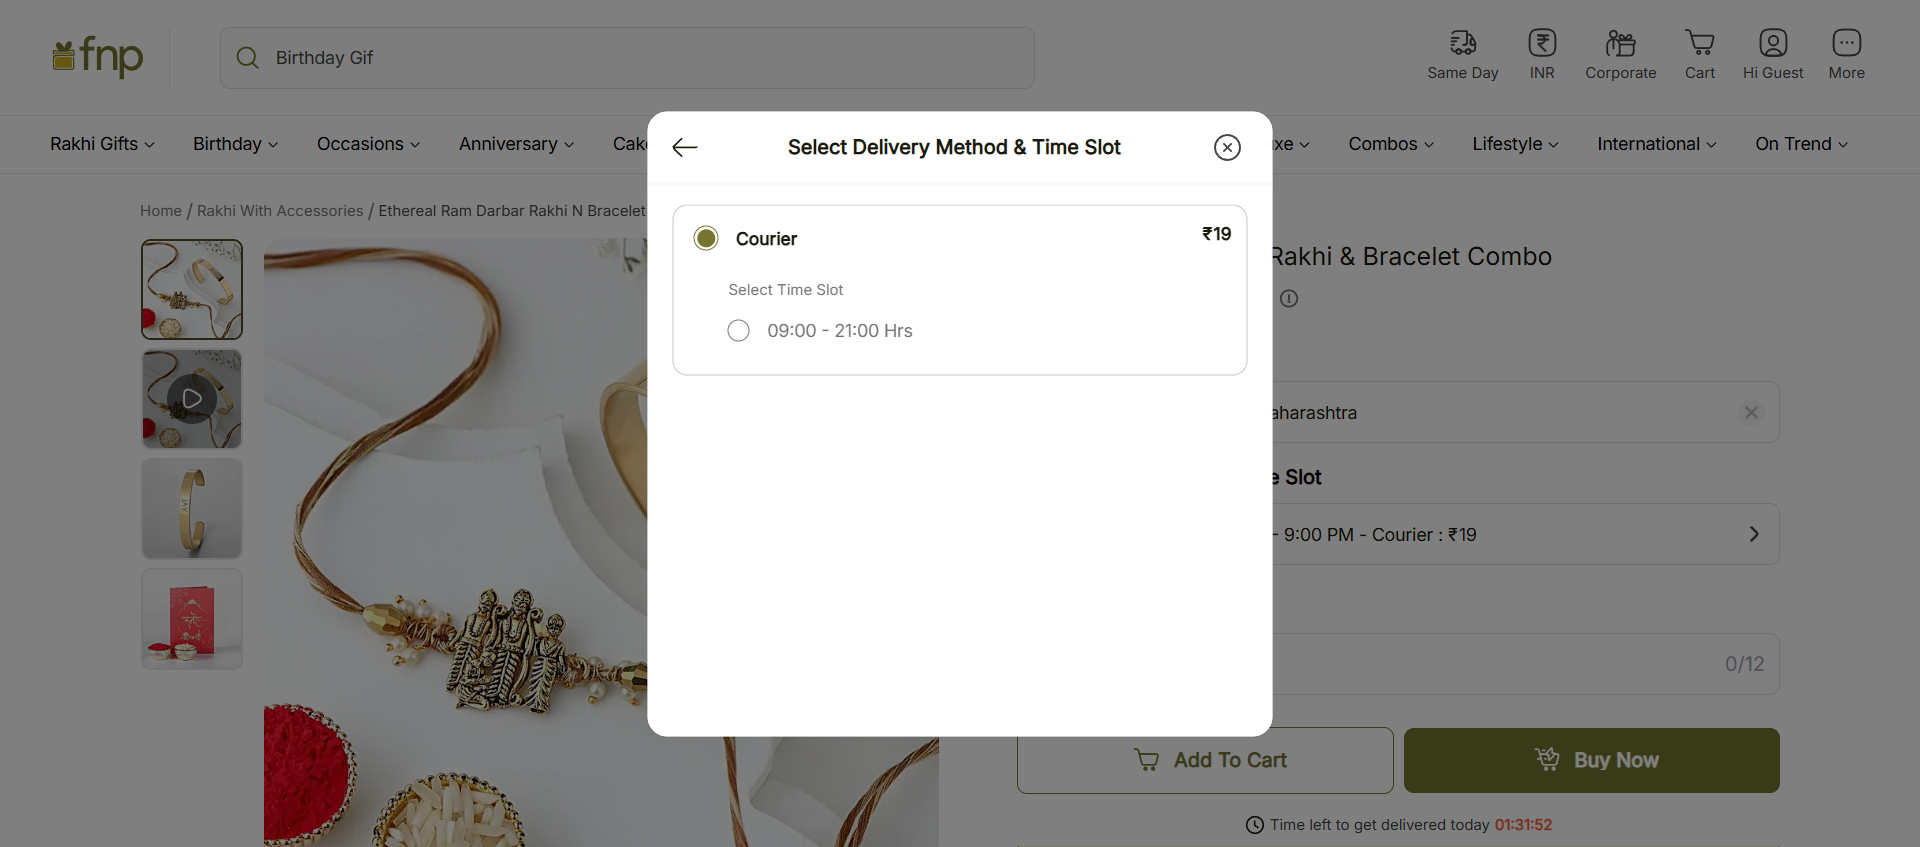 fnp
Birthday Gif
Same Day
INR
Corporate
Cart
Hi Guest
More
Rakhi Gifts
Birthday
Occasions
Anniversary
Cak
xe
Combos
Lifestyle
International
On Trend
Select Delivery Method & Time Slot
Courier
₹19
Select Time Slot
09:00 - 21:00 Hrs
Home / Rakhi With Accessories / Ethereal Ram Darbar Rakhi N Bracelet
Rakhi & Bracelet Combo
aharashtra
e Slot
- 9:00 PM - Courier : ₹19
0/12
Add To Cart
Buy Now
Time left to get delivered today 01:31:52
JAY